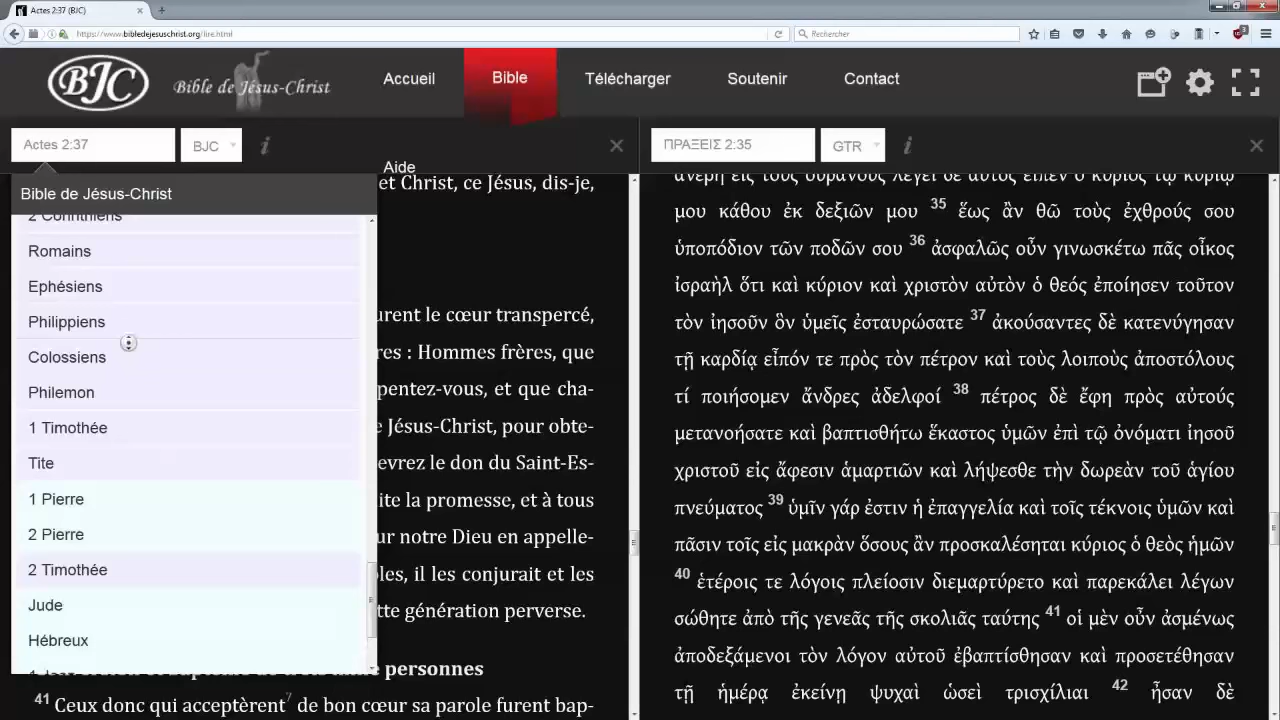 Actes 2:37 (BJC)
https://www.bibledejesuschrist.org/lire.html
Rechercher
BJC
Bible de Jésus-Christ
Accueil
Bible
Télécharger
Soutenir
Contact
Aide
Actes 2:37
BJC
i
Bible de Jésus-Christ
2 Corinthiens
Romains
Ephésiens
Philippiens
Colossiens
Philemon
1 Timothée
Tite
1 Pierre
2 Pierre
2 Timothée
Jude
Hébreux
et Christ, ce Jésus, dis-je,
urent le cœur transpercé,
res : Hommes frères, que
pentez-vous, et que cha-
e Jésus-Christ, pour obte-
evrez le don du Saint-Es-
ite la promesse, et à tous
ur notre Dieu en appelle-
les, il les conjurait et les
tte génération perverse.
personnes
41 Ceux donc qui acceptèrent7 de bon cœur sa parole furent bap-
ΠΡΑΞΕΙΣ 2:35
GTR
i
ἀνέβη εἰς τοὺς οὐρανούς λέγει δὲ αὐτός εἶπεν ὁ κύριος τῷ κυρίῳ
μου κάθου ἐκ δεξιῶν μου 35 ἕως ἂν θῶ τοὺς ἐχθρούς σου
ὑποπόδιον τῶν ποδῶν σου 36 ἀσφαλῶς οὖν γινωσκέτω πᾶς οἶκος
ἰσραὴλ ὅτι καὶ κύριον καὶ χριστὸν αὐτὸν ὁ θεός ἐποίησεν τοῦτον
τὸν ἰησοῦν ὃν ὑμεῖς ἐσταυρώσατε 37 ἀκούσαντες δὲ κατενύγησαν
τῇ καρδίᾳ εἶπόν τε πρὸς τὸν πέτρον καὶ τοὺς λοιποὺς ἀποστόλους
τί ποιήσομεν ἄνδρες ἀδελφοί 38 πέτρος δὲ ἔφη πρὸς αὐτούς
μετανοήσατε καὶ βαπτισθήτω ἕκαστος ὑμῶν ἐπὶ τῷ ὀνόματι ἰησοῦ
χριστοῦ εἰς ἄφεσιν ἁμαρτιῶν καὶ λήψεσθε τὴν δωρεὰν τοῦ ἁγίου
πνεύματος 39 ὑμῖν γάρ ἐστιν ἡ ἐπαγγελία καὶ τοῖς τέκνοις ὑμῶν καὶ
πᾶσιν τοῖς εἰς μακρὰν ὅσους ἂν προσκαλέσηται κύριος ὁ θεὸς ἡμῶν
40 ἑτέροις τε λόγοις πλείοσιν διεμαρτύρετο καὶ παρεκάλει λέγων
σώθητε ἀπὸ τῆς γενεᾶς τῆς σκολιᾶς ταύτης 41 οἱ μὲν οὖν ἀσμένως
ἀποδεξάμενοι τὸν λόγον αὐτοῦ ἐβαπτίσθησαν καὶ προσετέθησαν
τῇ ἡμέρᾳ ἐκείνῃ ψυχαὶ ὡσεὶ τρισχίλιαι 42 ἦσαν δὲ